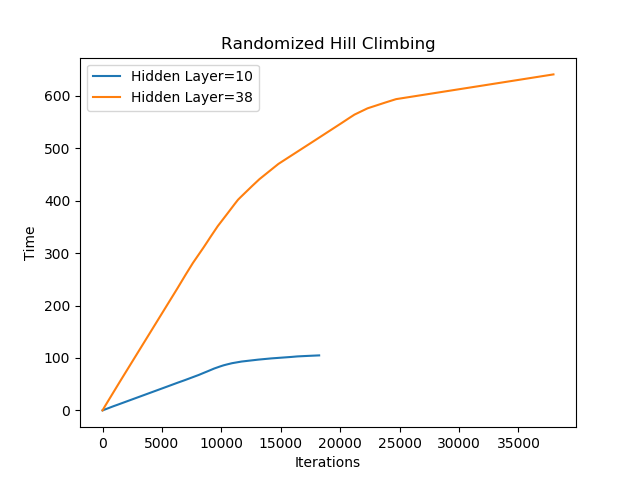 Randomized Hill Climbing
Hidden Layer=10
Hidden Layer=38
Time
600
500
400
300
200
100
0
0 5000 10000 15000 20000 25000 30000 35000
Iterations